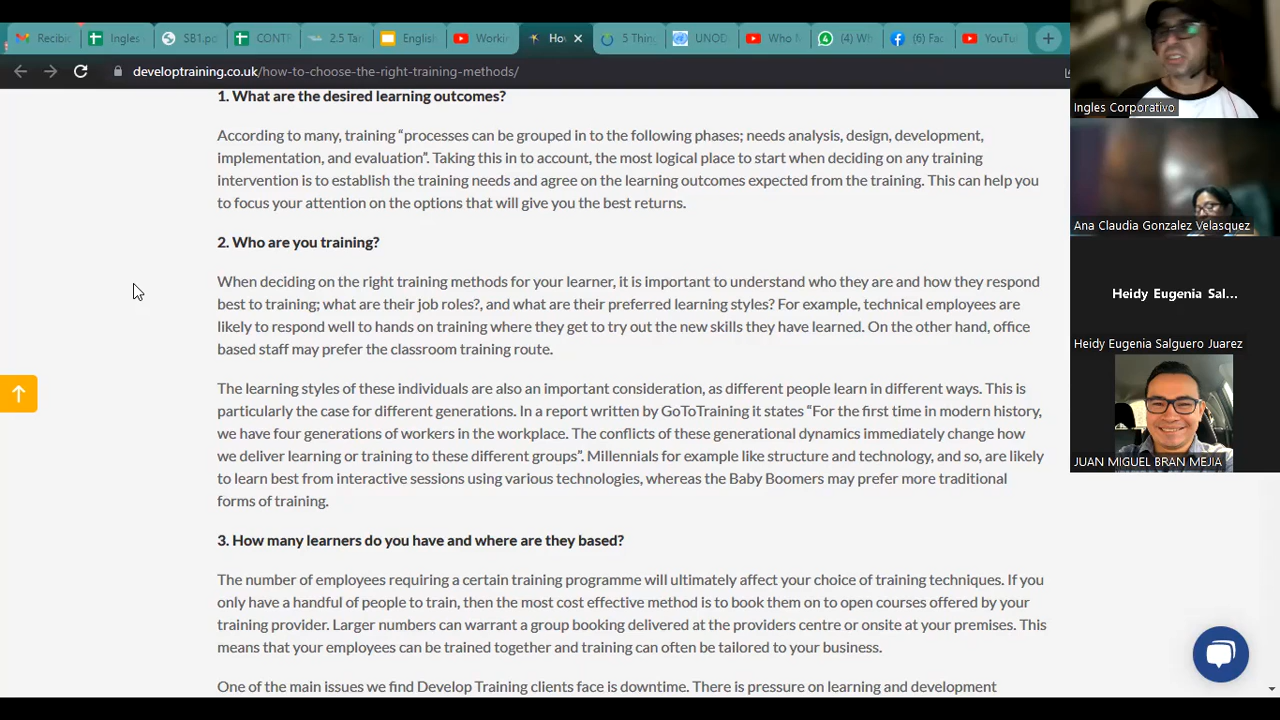 Recibi
Ingles
SB1.pd
CONTR
2.5 Tar
English
Workin
How
5 Thing
UNOD
Who M
(4) Wh
(6) Fac
YouTu
developtraining.co.uk/how-to-choose-the-right-training-methods/
1. What are the desired learning outcomes?
According to many, training “processes can be grouped in to the following phases; needs analysis, design, development,
implementation, and evaluation”. Taking this in to account, the most logical place to start when deciding on any training
intervention is to establish the training needs and agree on the learning outcomes expected from the training. This can help you
to focus your attention on the options that will give you the best returns.
2. Who are you training?
When deciding on the right training methods for your learner, it is important to understand who they are and how they respond
best to training; what are their job roles?, and what are their preferred learning styles? For example, technical employees are
likely to respond well to hands on training where they get to try out the new skills they have learned. On the other hand, office
based staff may prefer the classroom training route.
The learning styles of these individuals are also an important consideration, as different people learn in different ways. This is
particularly the case for different generations. In a report written by GoToTraining it states “For the first time in modern history,
we have four generations of workers in the workplace. The conflicts of these generational dynamics immediately change how
we deliver learning or training to these different groups”. Millennials for example like structure and technology, and so, are likely
to learn best from interactive sessions using various technologies, whereas the Baby Boomers may prefer more traditional
forms of training.
3. How many learners do you have and where are they based?
The number of employees requiring a certain training programme will ultimately affect your choice of training techniques. If you
only have a handful of people to train, then the most cost effective method is to book them on to open courses offered by your
training provider. Larger numbers can warrant a group booking delivered at the providers centre or onsite at your premises. This
means that your employees can be trained together and training can often be tailored to your business.
One of the main issues we find Develop Training clients face is downtime. There is pressure on learning and development
Ingles Corporativo
Ana Claudia Gonzalez Velasquez
Heidy Eugenia Sal...
Heidy Eugenia Salguero Juarez
JUAN MIGUEL BRAN MEJIA